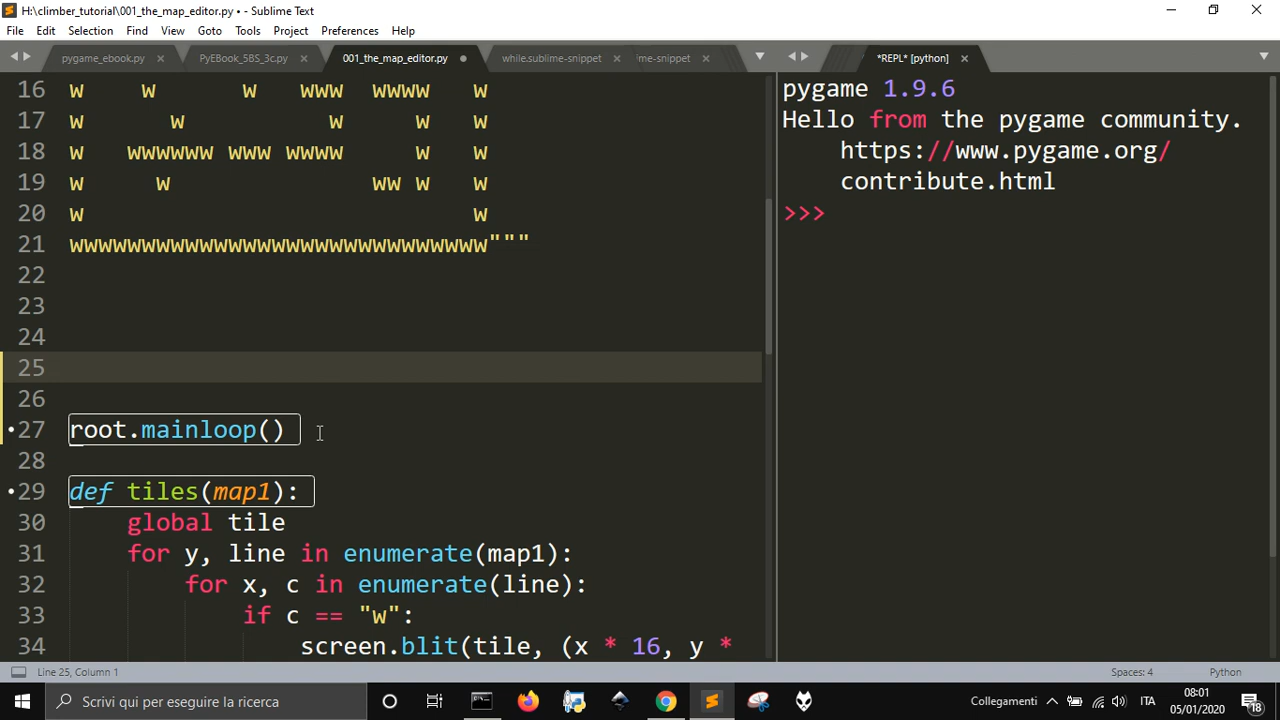 H:\climber_tutorial\001_the_map_editor.py • - Sublime Text
File Edit Selection Find View Goto Tools Project Preferences Help
pygame_ebook.py PyEBook_5BS_3c.py 001_the_map_editor.py while.sublime-snippet me-snippet *REPL* [python]
16 w    w      w   www  wwww   w
17 w      w          w     w   w
18 w   wwwwww www wwww     w   w
19 w     w              ww w   w
20 w                           w
21 wwwwwwwwwwwwwwwwwwwwwwwwwwwww"""
22
23
24
25
26
27 root.mainloop()
28
29 def tiles(map1):
30     global tile
31     for y, line in enumerate(map1):
32         for x, c in enumerate(line):
33             if c == "w":
34                 screen.blit(tile, (x * 16, y *
pygame 1.9.6
Hello from the pygame community.
https://www.pygame.org/
contribute.html
>>>
Line 25, Column 1 Spaces: 4 Python
Scrivi qui per eseguire la ricerca
Collegamenti ITA 08:01
05/01/2020 18